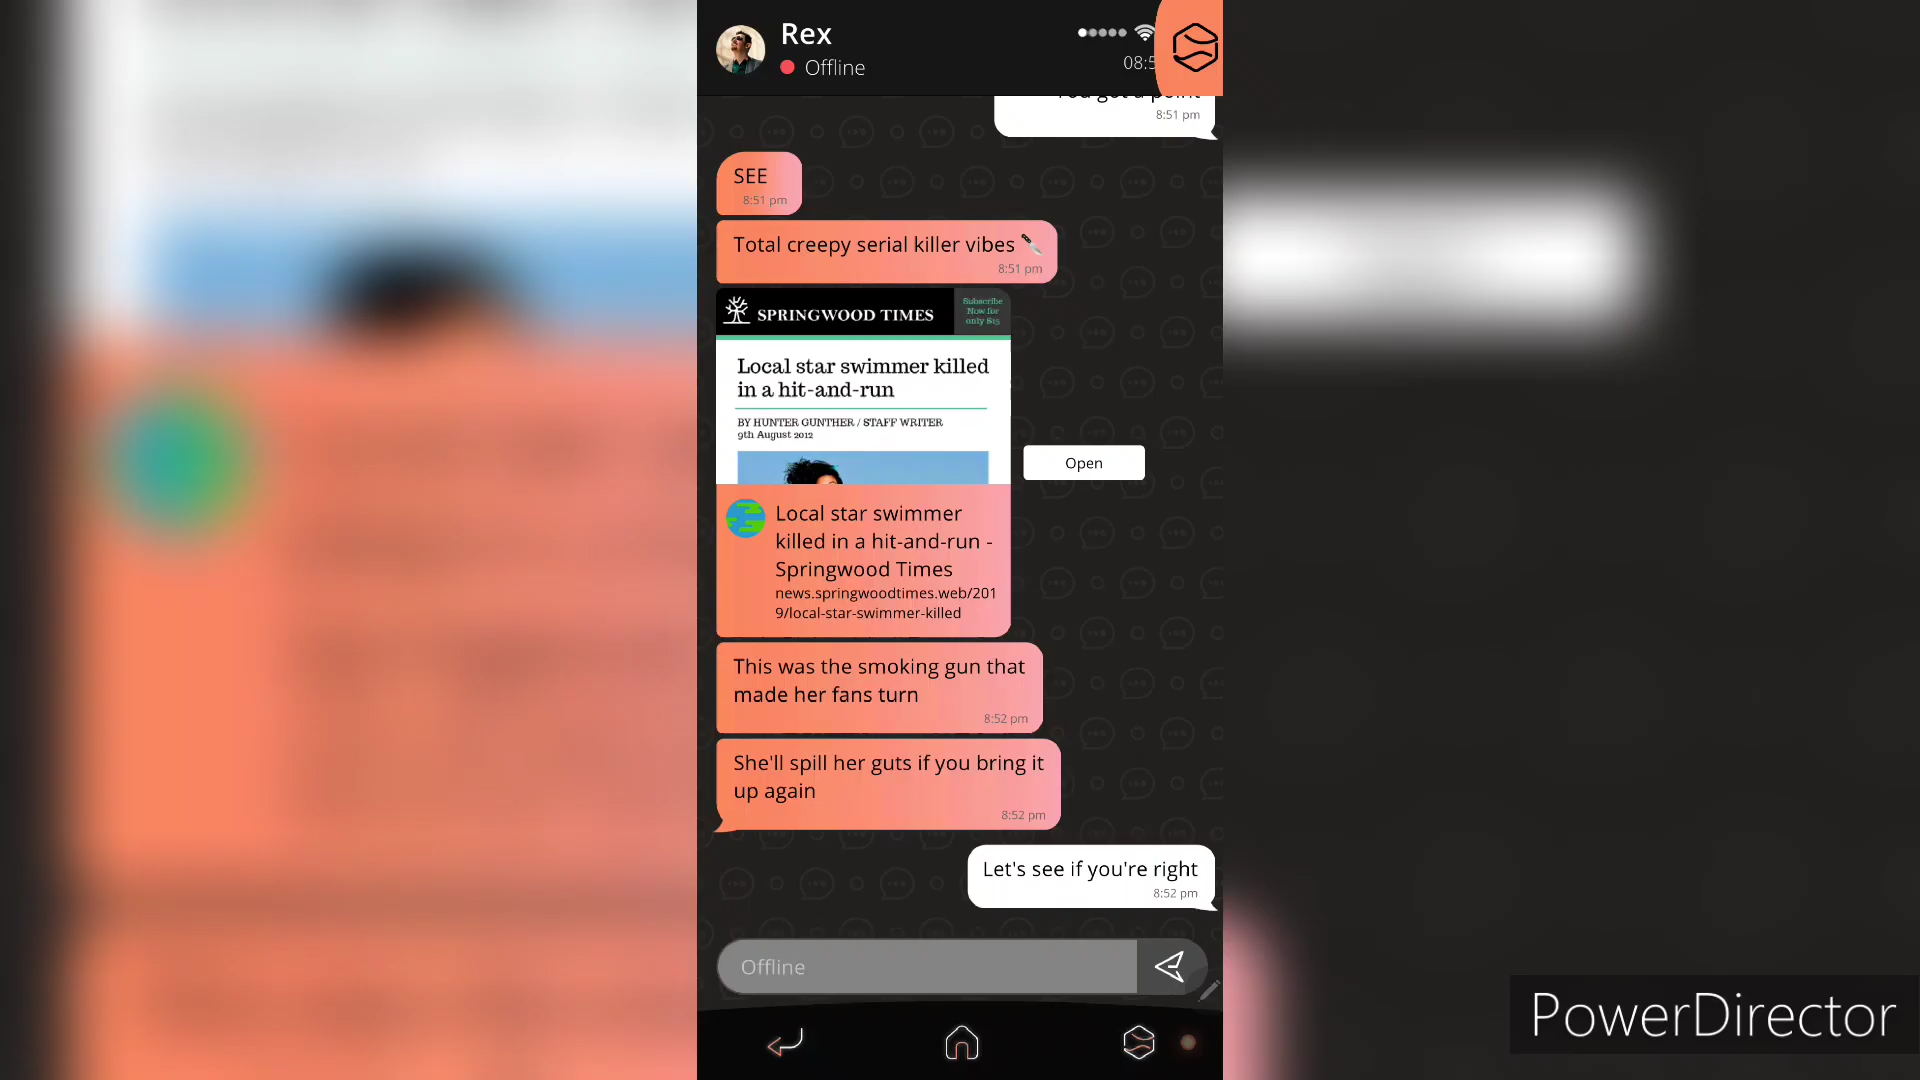 Rex
Offline
08:5
8:51 pm
SEE
8:51 pm
Total creepy serial killer vibes
8:51 pm
SPRINGWOOD TIMES
Subscribe
Now for
only $15
Local star swimmer killed
in a hit-and-run
BY HUNTER GUNTHER / STAFF WRITER
9th August 2012
Open
Local star swimmer
killed in a hit-and-run -
Springwood Times
news.springwoodtimes.web/201
9/local-star-swimmer-killed
This was the smoking gun that
made her fans turn
8:52 pm
She'll spill her guts if you bring it
up again
8:52 pm
Let's see if you're right
8:52 pm
Offline
PowerDirector